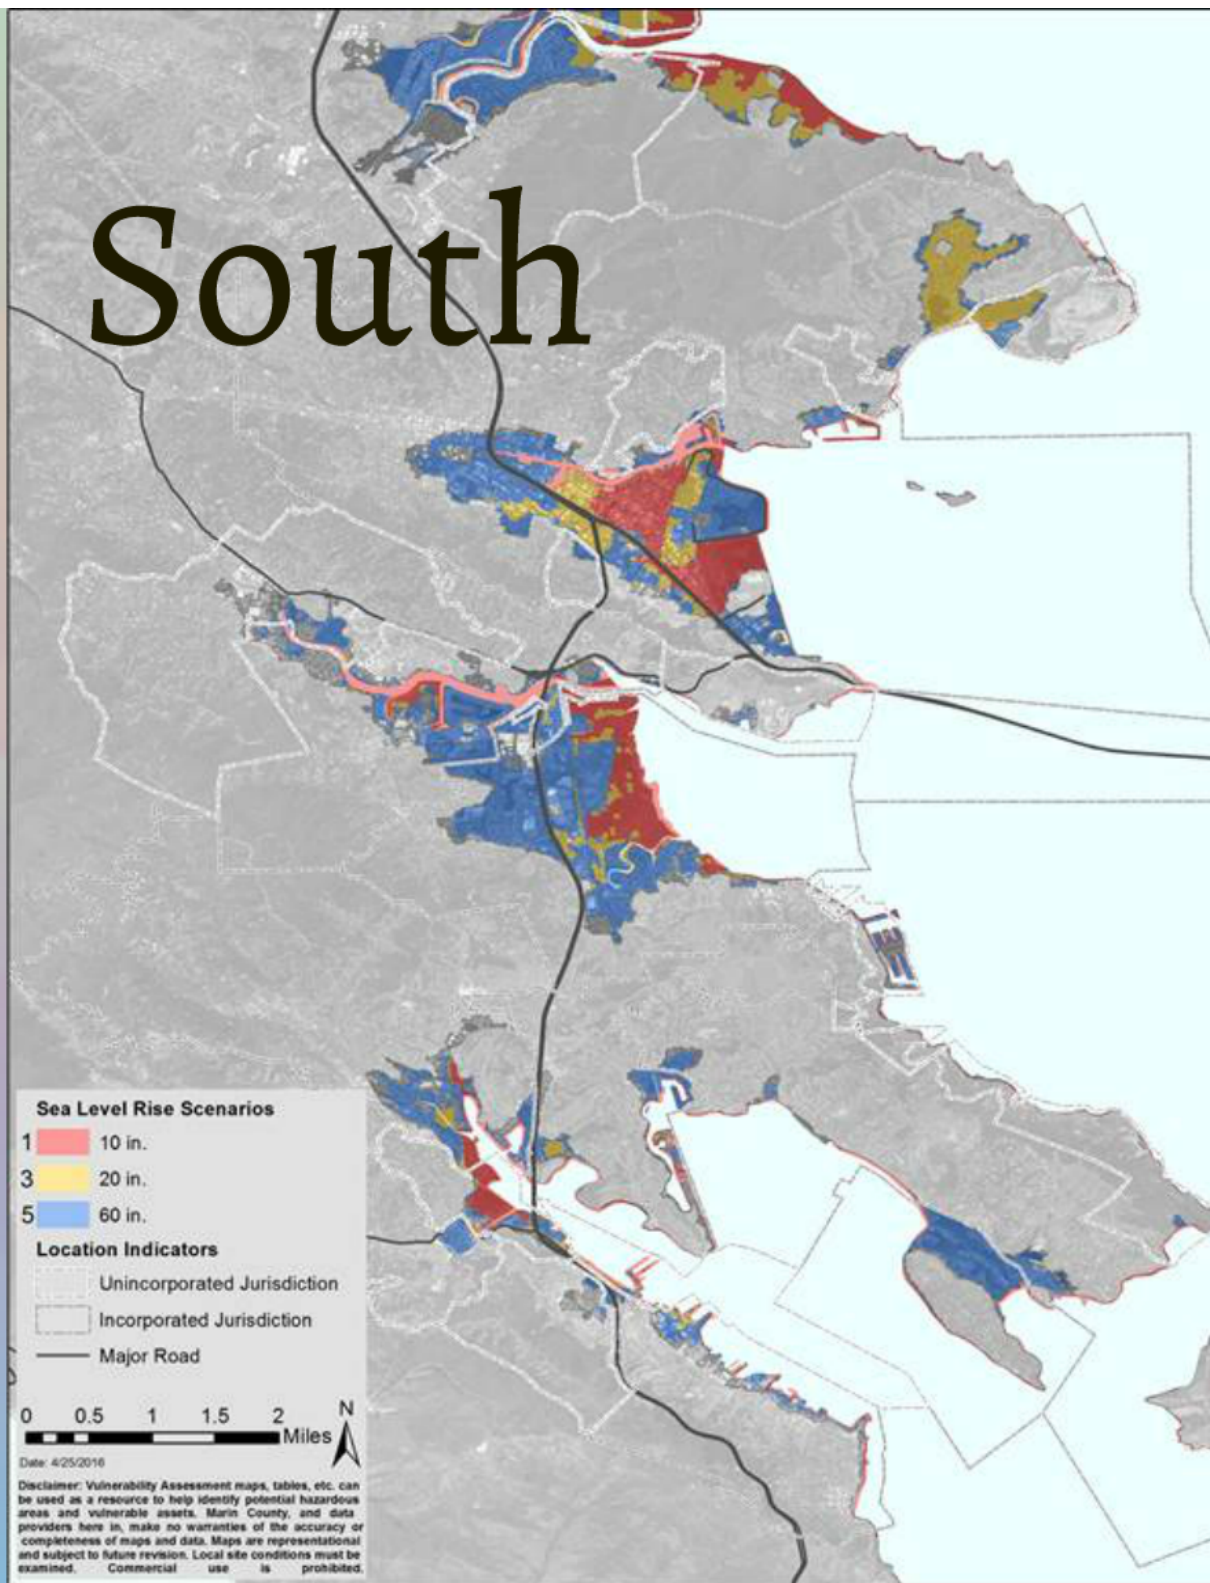 South
Sea Level Rise Scenarios
1 10 in.
3 20 in.
5 60 in.
Location Indicators
Unincorporated Jurisdiction
Incorporated Jurisdiction
Major Road
0 0.5 1 1.5 2
Miles
N
Date: 4/25/2016
Disclaimer: Vulnerability Assessment maps, tables, etc. can
be used as a resource to help identify potential hazardous
areas and vulnerable assets. Marin County, and data
providers here in, make no warranties of the accuracy or
completeness of maps and data. Maps are representational
and subject to future revision. Local site conditions must be
examined. Commercial use is prohibited.